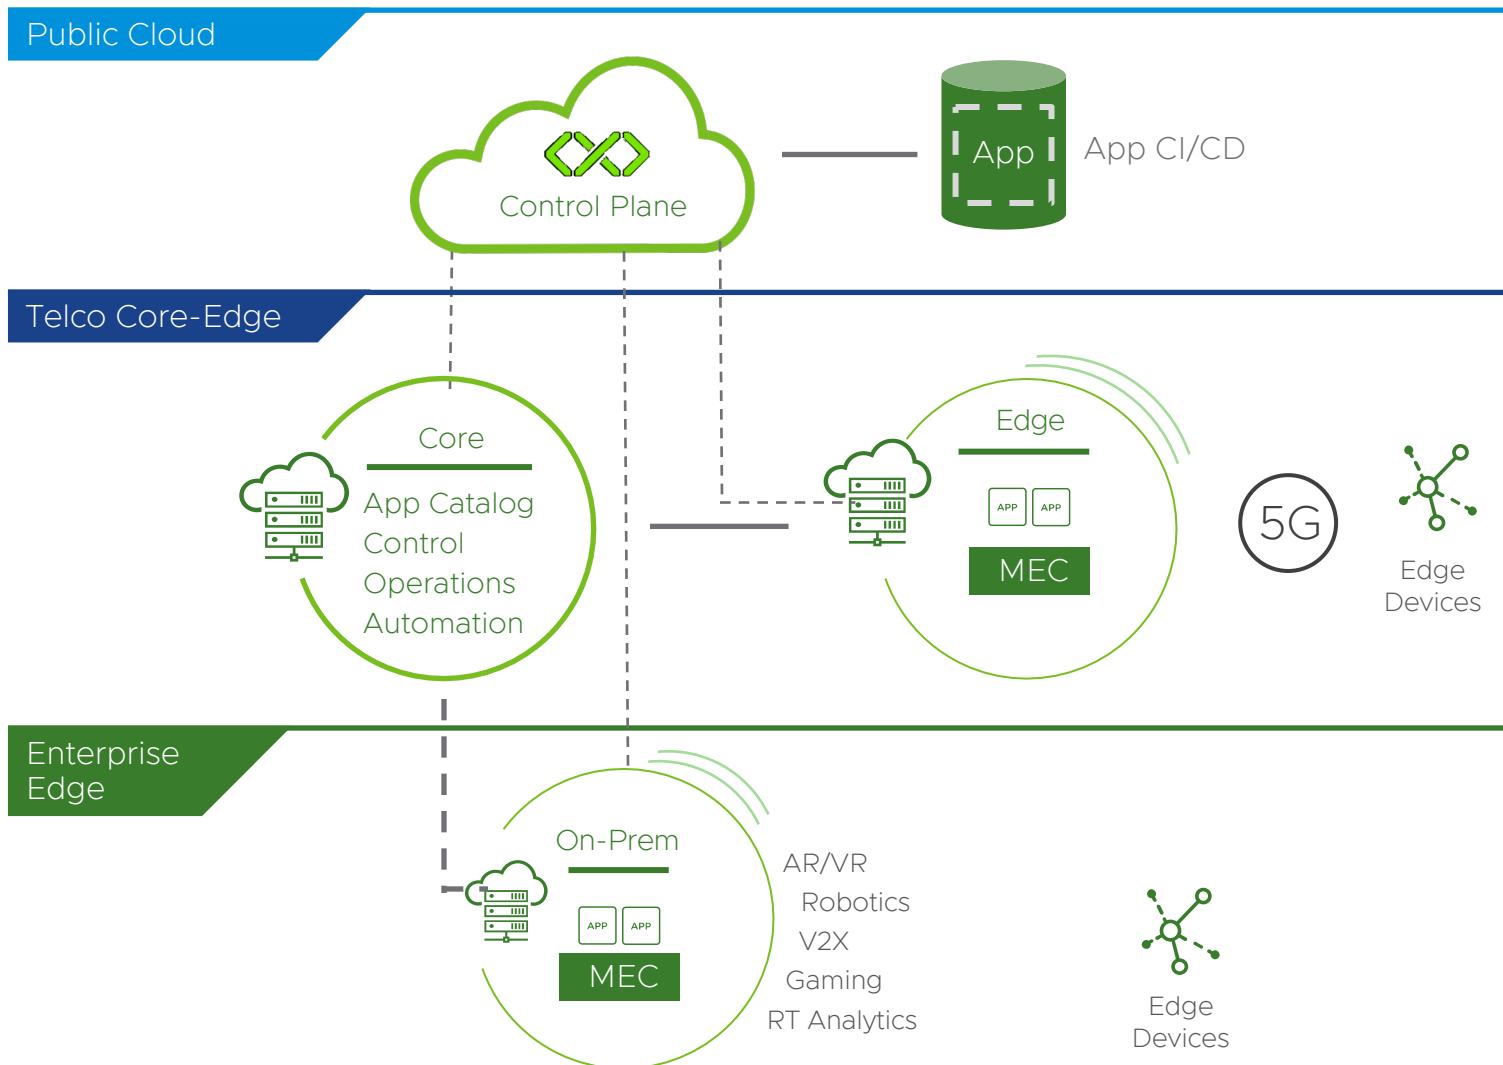 Public Cloud
Control Plane
App
App CI/CD
Telco Core-Edge
Core
App Catalog
Control
Operations
Automation
Edge
APP APP
MEC
5G
Edge
Devices
Enterprise
Edge
On-Prem
APP APP
MEC
AR/VR
Robotics
V2X
Gaming
RT Analytics
Edge
Devices